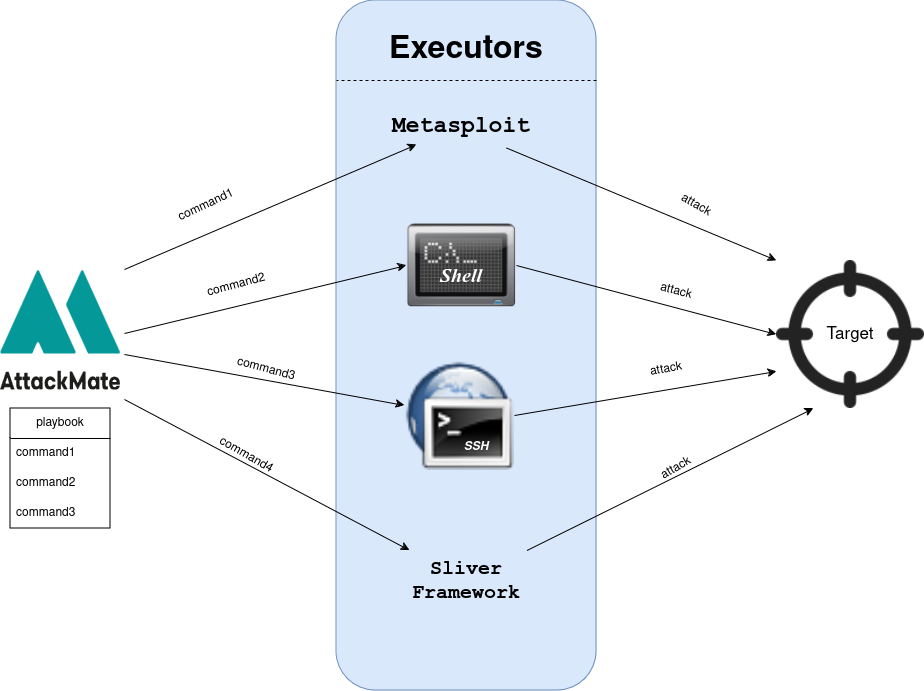 Executors
Metasploit
command1
attack
C:\_
Shell
command2
attack
Target
AttackMate
command3
attack
>_
SSH
playbook
command1
command2
command3
command4
attack
Sliver
Framework